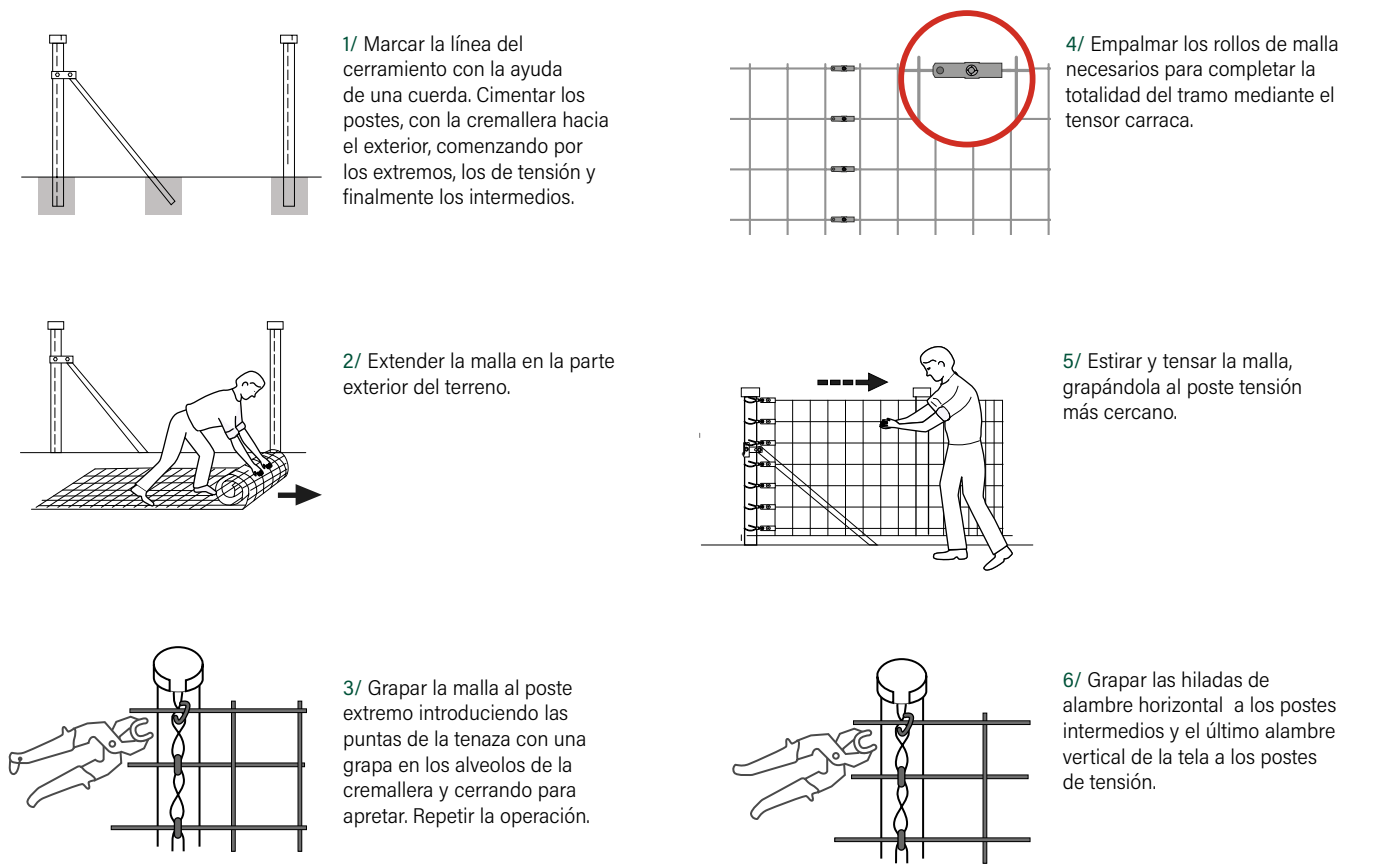 1/ Marcar la línea del
cerramiento con la ayuda
de una cuerda. Cimentar los
postes, con la cremallera hacia
el exterior, comenzando por
los extremos, los de tensión y
finalmente los intermedios.
2/ Extender la malla en la parte
exterior del terreno.
3/ Grapar la malla al poste
extremo introduciendo las
puntas de la tenaza con una
grapa en los alveolos de la
cremallera y cerrando para
apretar. Repetir la operación.
4/ Empalmar los rollos de malla
necesarios para completar la
totalidad del tramo mediante el
tensor carraca.
5/ Estirar y tensar la malla,
grapándola al poste tensión
más cercano.
6/ Grapar las hiladas de
alambre horizontal a los postes
intermedios y el último alambre
vertical de la tela a los postes
de tensión.